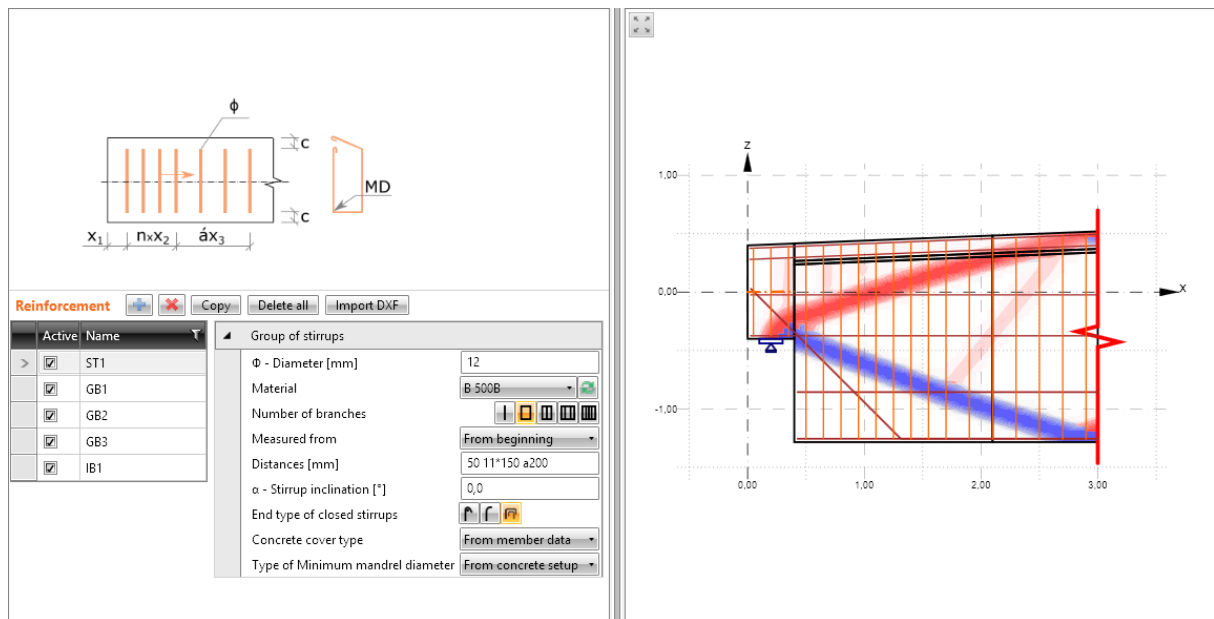 ϕ
c
MD
c
x1 nxx2 áx3
Reinforcement Copy Delete all Import DXF
Active Name
ST1
GB1
GB2
GB3
IB1
Group of stirrups
Φ - Diameter [mm] 12
Material B 500B
Number of branches
Measured from From beginning
Distances [mm] 50 11*150 a200
α - Stirrup inclination [°] 0,0
End type of closed stirrups
Concrete cover type From member data
Type of Minimum mandrel diameter From concrete setup
z
1,00
0,00
x
-1,00
0,00 1,00 2,00 3,00